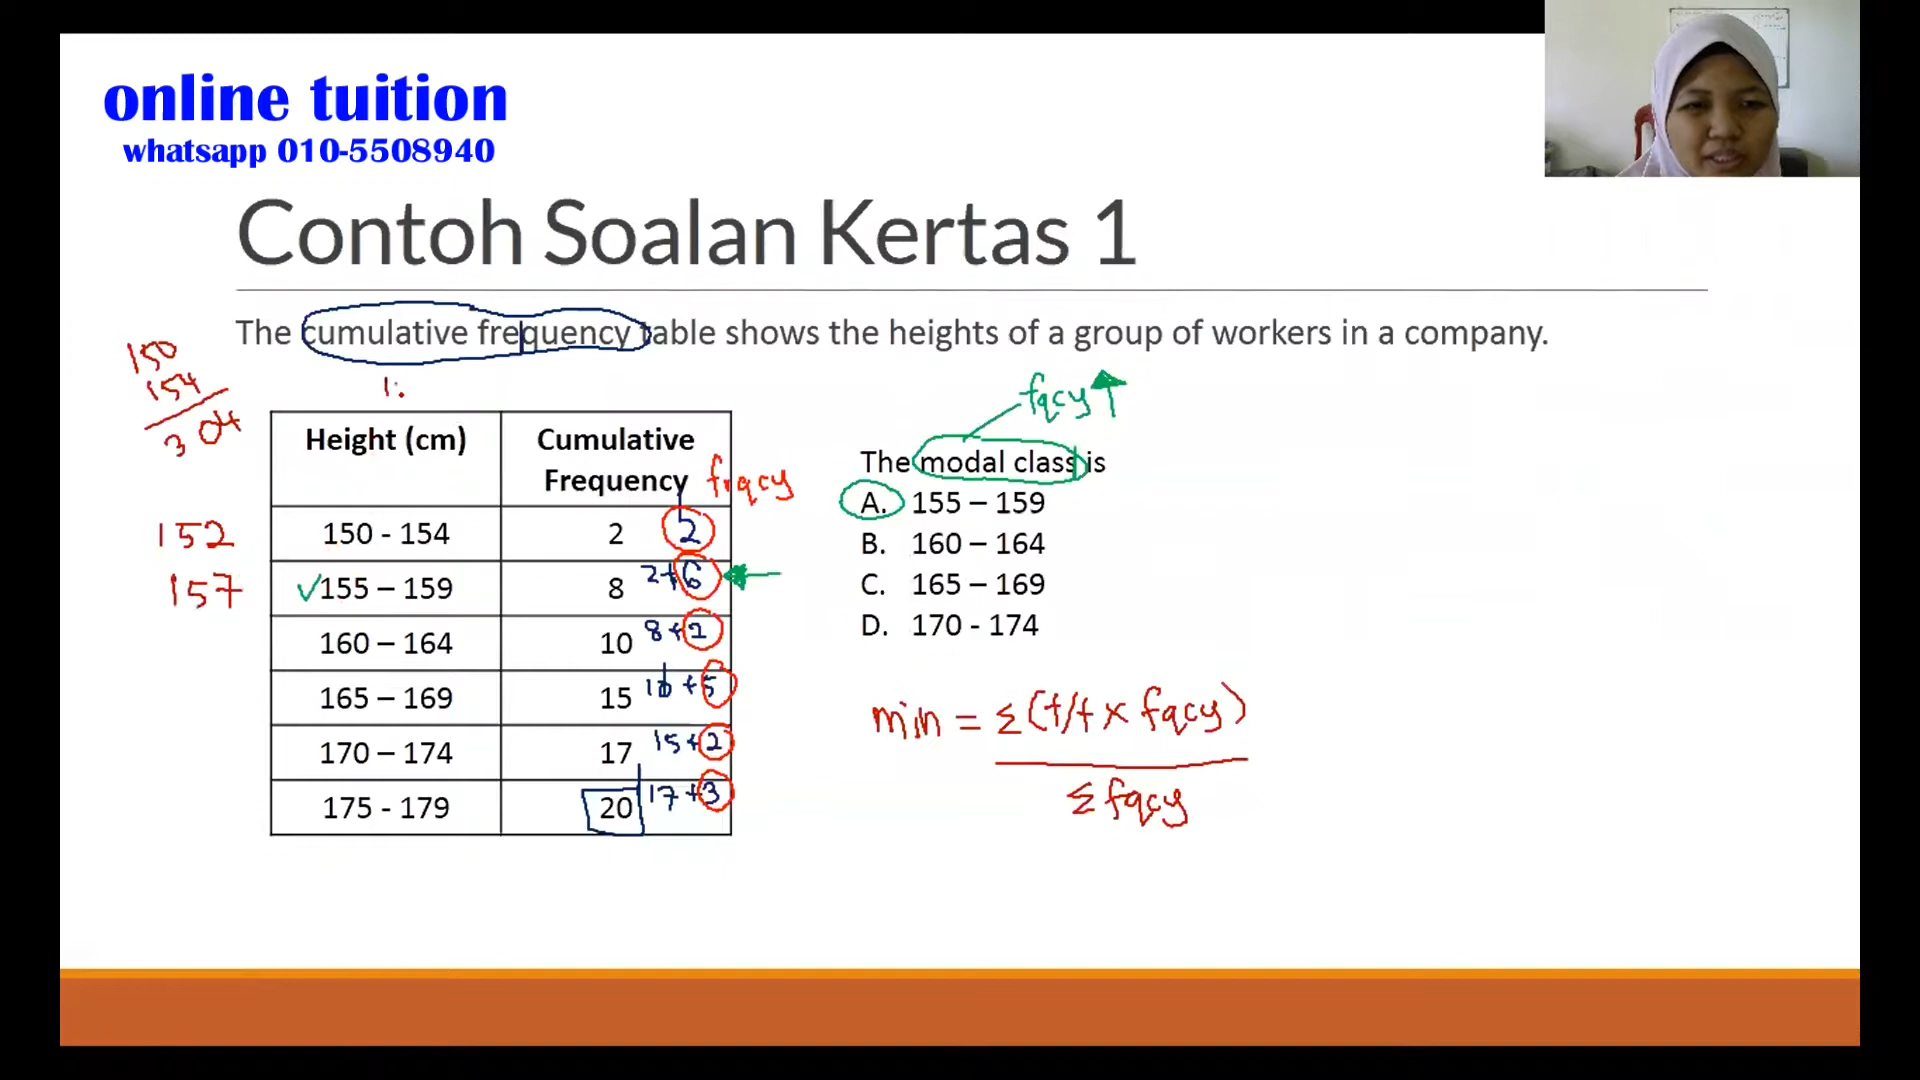 online tuition
whatsapp 010-5508940
Contoh Soalan Kertas 1
The cumulative frequency table shows the heights of a group of workers in a company.
150
154
304
1:
fqcy
Height (cm) Cumulative Frequency frqcy
150 - 154 2 2
155 – 159 8 2+6
160 – 164 10 8+2
165 – 169 15 10+5
170 – 174 17 15+2
175 - 179 20 17+3
152
157
The modal class is
A. 155 – 159
B. 160 – 164
C. 165 – 169
D. 170 - 174
min = Σ(t/t x fqcy)
Σfqcy